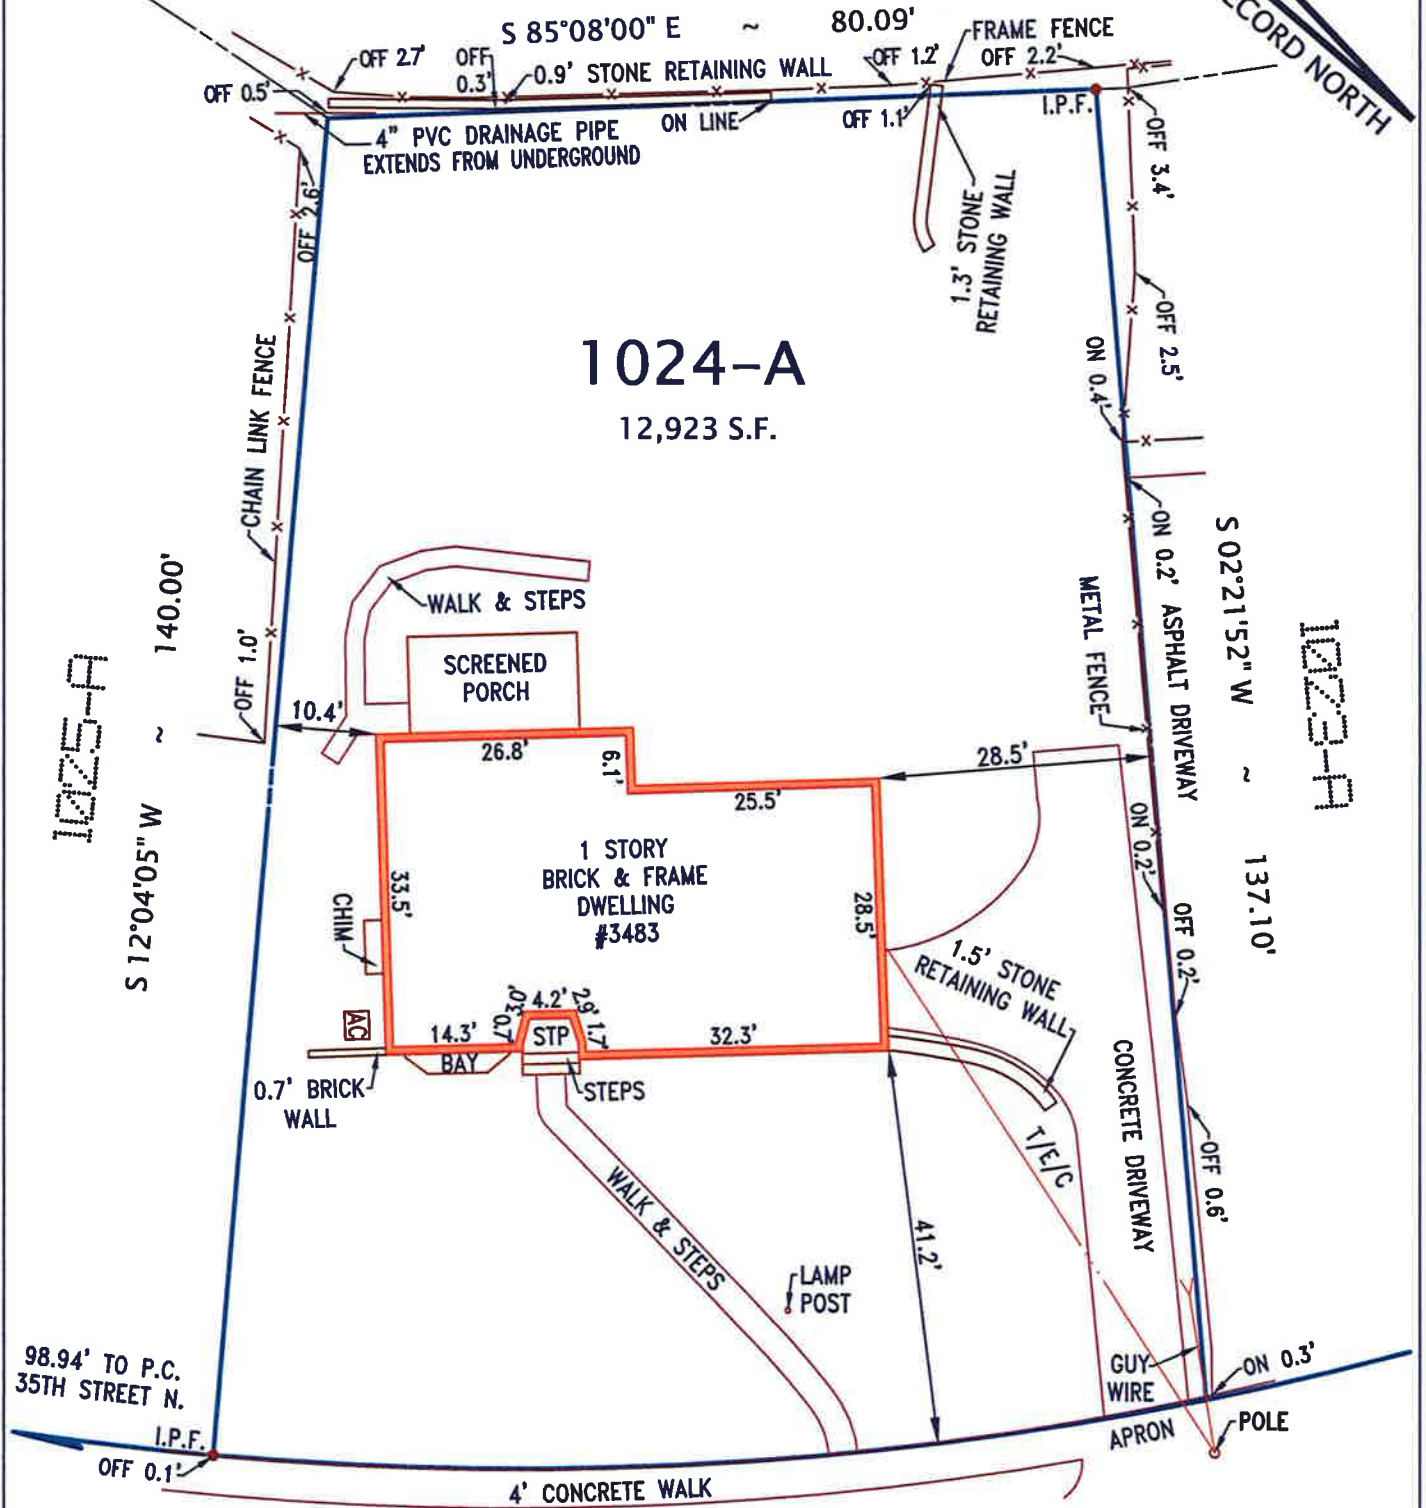 S 85°08'00" E ~ 80.09'
RECORD NORTH
FRAME FENCE
OFF 2.7'
OFF
0.3'
0.9' STONE RETAINING WALL
OFF 1.2'
OFF 2.2'
OFF 0.5'
4" PVC DRAINAGE PIPE
EXTENDS FROM UNDERGROUND
ON LINE
OFF 1.1'
I.P.F.
OFF 3.4'
OFF 2.6'
1.3' STONE
RETAINING WALL
OFF 2.5'
1024-A
12,923 S.F.
ON 0.4'
CHAIN LINK FENCE
ON 0.2' ASPHALT DRIVEWAY
S 02°21'52" W ~ 137.10'
METAL FENCE
1023-A
S 12°04'05" W ~ 140.00'
1025-A
OFF 1.0'
WALK & STEPS
SCREENED
PORCH
10.4'
26.8'
6.1'
25.5'
28.5'
ON 0.2'
1 STORY
BRICK & FRAME
DWELLING
#3483
33.5'
CHIM
28.5'
OFF 0.2'
1.5' STONE
RETAINING WALL
AC
14.3'
0.7'
3.0'
4.2'
2.9'
1.7'
STP
32.3'
BAY
STEPS
0.7' BRICK
WALL
CONCRETE DRIVEWAY
T/E/C
OFF 0.6'
WALK & STEPS
41.2'
LAMP
POST
98.94' TO P.C.
35TH STREET N.
GUY
WIRE
ON 0.3'
I.P.F.
OFF 0.1'
APRON
POLE
4' CONCRETE WALK